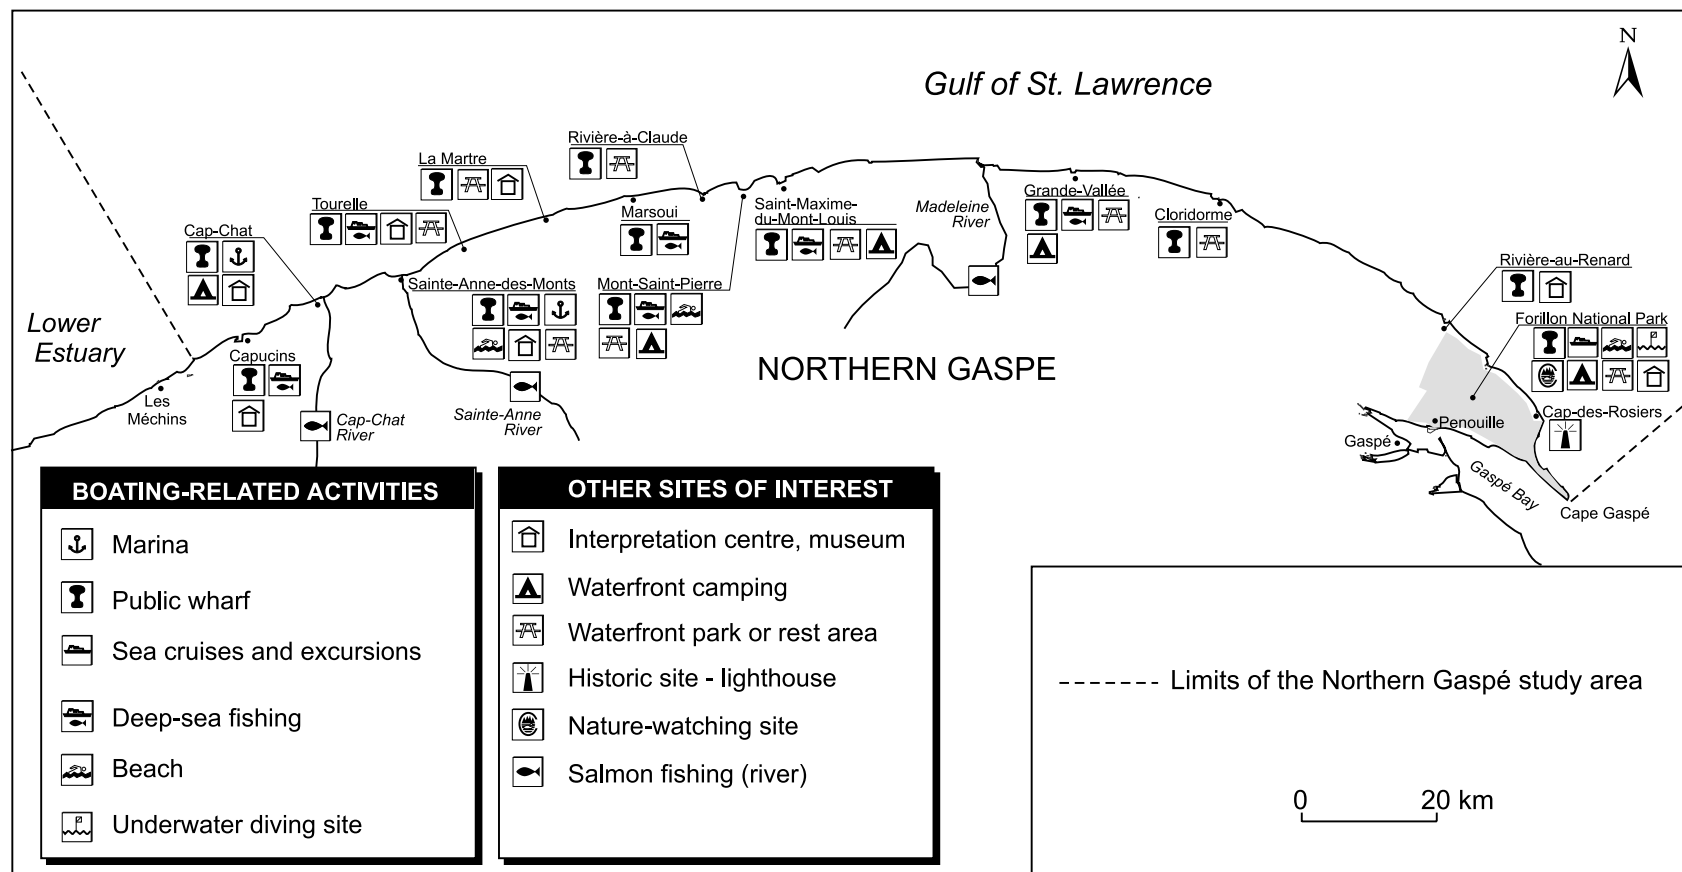 N
Gulf of St. Lawrence
Rivière-à-Claude
La Martre
Tourelle
Marsoui
Saint-Maxime-
du-Mont-Louis
Madeleine
River
Grande-Vallée
Cloridorme
Cap-Chat
Sainte-Anne-des-Monts
Mont-Saint-Pierre
Rivière-au-Renard
Forillon National Park
Lower
Estuary
Capucins
NORTHERN GASPE
Les
Méchins
Cap-Chat
River
Sainte-Anne
River
Cap-des-Rosiers
Penouille
Gaspé
Gaspé Bay
Cape Gaspé
BOATING-RELATED ACTIVITIES
Marina
Public wharf
Sea cruises and excursions
Deep-sea fishing
Beach
Underwater diving site
OTHER SITES OF INTEREST
Interpretation centre, museum
Waterfront camping
Waterfront park or rest area
Historic site - lighthouse
Nature-watching site
Salmon fishing (river)
Limits of the Northern Gaspé study area
0 20 km